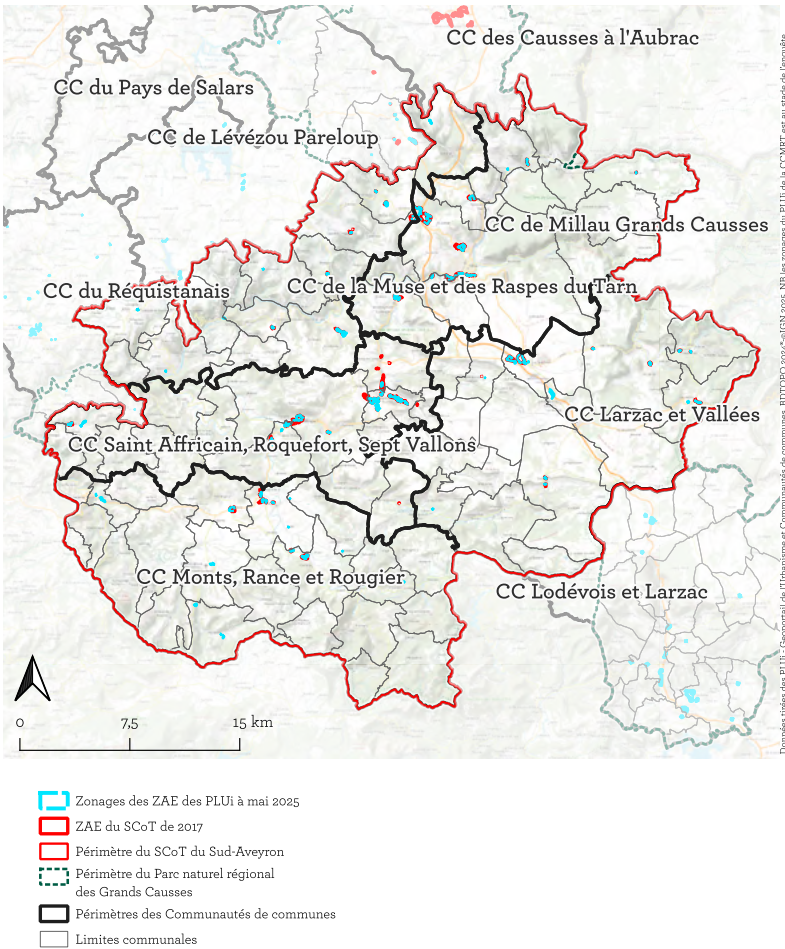 CC des Causses à l'Aubrac
CC du Pays de Salars
CC de Lévézou Pareloup
CC de Millau Grands Causses
CC du Réquistanais
CC de la Muse et des Raspes du Tarn
CC Larzac et Vallées
CC Saint Affricain, Roquefort, Sept Vallons
CC Monts, Rance et Rougier
CC Lodévois et Larzac
0
7,5
15 km
Zonages des ZAE des PLUi à mai 2025
ZAE du SCoT de 2017
Périmètre du SCoT du Sud-Aveyron
Périmètre du Parc naturel régional
des Grands Causses
Périmètres des Communautés de communes
Limites communales